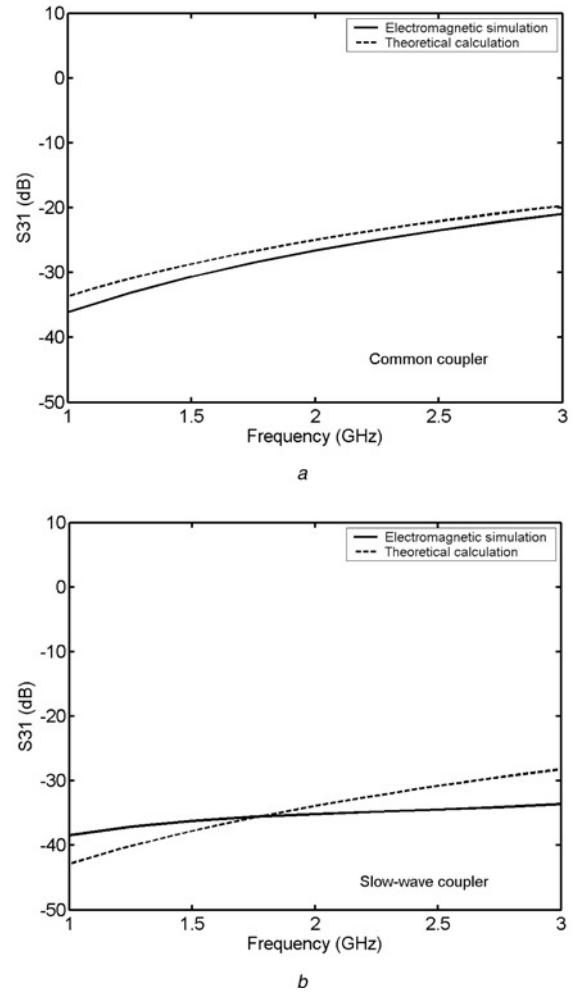 10
0
-10
-20
-30
-40
-50
S31 (dB)
Electromagnetic simulation
Theoretical calculation
Common coupler
1 1.5 2 2.5 3
Frequency (GHz)
a
10
0
-10
-20
-30
-40
-50
S31 (dB)
Electromagnetic simulation
Theoretical calculation
Slow-wave coupler
1 1.5 2 2.5 3
Frequency (GHz)
b